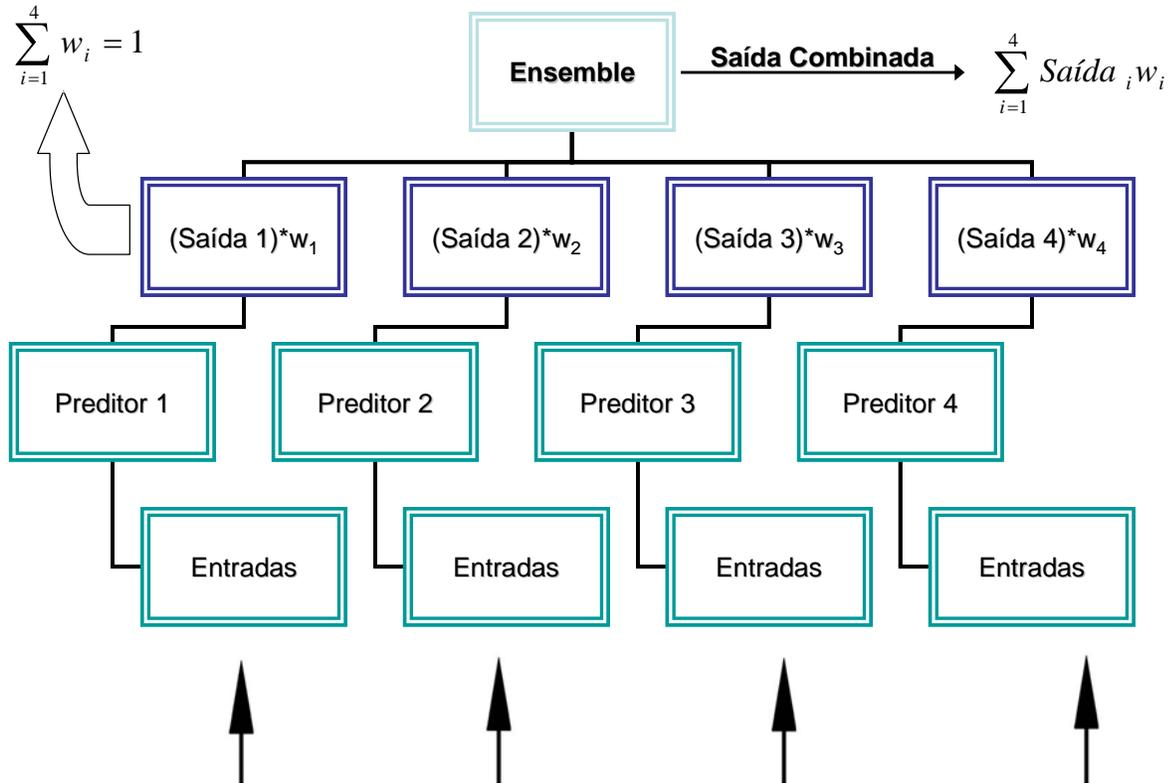 ∑_{i=1}^{4} w_i = 1
Ensemble
Saída Combinada
∑_{i=1}^{4} Saída_i w_i
(Saída 1)*w₁
(Saída 2)*w₂
(Saída 3)*w₃
(Saída 4)*w₄
Preditor 1
Preditor 2
Preditor 3
Preditor 4
Entradas
Entradas
Entradas
Entradas